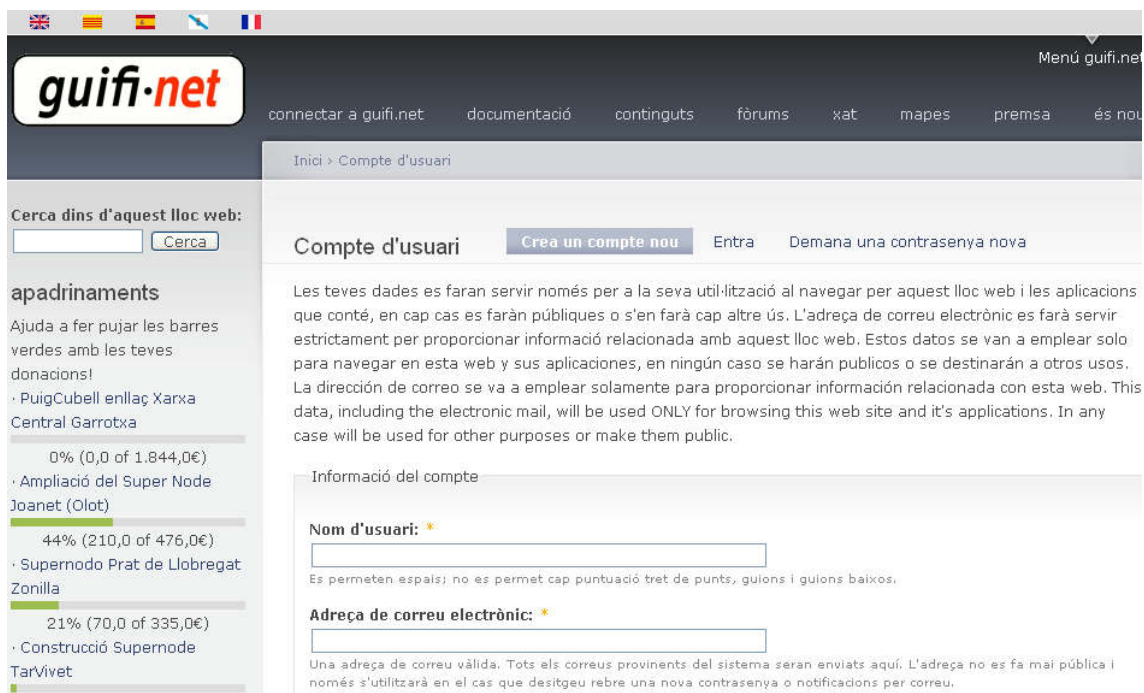 guifi·net
Menú guifi.net
connectar a guifi.net documentació continguts fòrums xat mapes premsa és nou
Inici › Compte d'usuari
Cerca dins d'aquest lloc web:
Cerca
apadrinaments
Ajuda a fer pujar les barres
verdes amb les teves
donacions!
· PuigCubell enllaç Xarxa
Central Garrotxa
0% (0,0 of 1.844,0€)
· Ampliació del Super Node
Joanet (Olot)
44% (210,0 of 476,0€)
· Supernodo Prat de Llobregat
Zonilla
21% (70,0 of 335,0€)
· Construcció Supernode
TarVivet
Compte d'usuari Crea un compte nou Entra Demana una contrasenya nova
Les teves dades es faran servir només per a la seva util·lització al navegar per aquest lloc web i les aplicacions
que conté, en cap cas es faràn públiques o s'en farà cap altre ús. L'adreça de correu electrònic es farà servir
estrictament per proporcionar informació relacionada amb aquest lloc web. Estos datos se van a emplear solo
para navegar en esta web y sus aplicaciones, en ningún caso se harán publicos o se destinarán a otros usos.
La dirección de correo se va a emplear solamente para proporcionar información relacionada con esta web. This
data, including the electronic mail, will be used ONLY for browsing this web site and it's applications. In any
case will be used for other purposes or make them public.
Informació del compte
Nom d'usuari: *
Es permeten espais; no es permet cap puntuació tret de punts, guions i guions baixos.
Adreça de correu electrònic: *
Una adreça de correu vàlida. Tots els correus provinents del sistema seran enviats aquí. L'adreça no es fa mai pública i
només s'utilitzarà en el cas que desitgeu rebre una nova contrasenya o notificacions per correu.